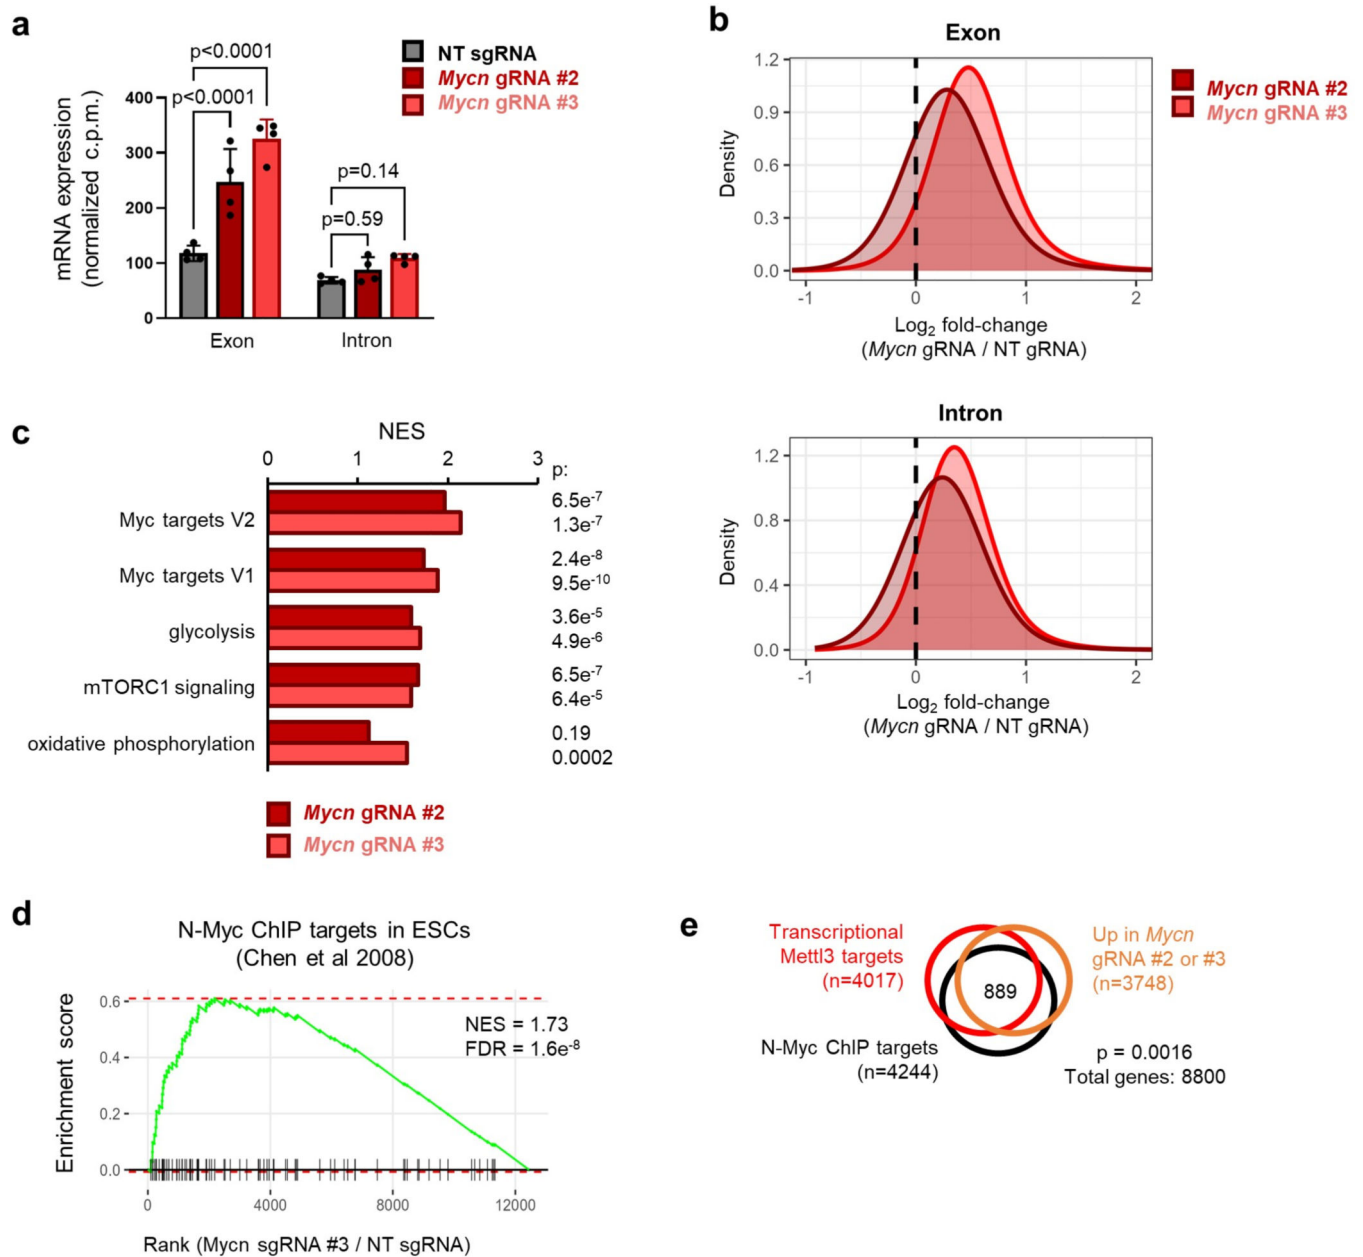 a
p<0.0001
p<0.0001
NT sgRNA
Mycn gRNA #2
Mycn gRNA #3
mRNA expression
(normalized c.p.m.)
400
300
200
100
0
p=0.14
p=0.59
Exon
Intron
b
Exon
Density
1.2
0.9
0.6
0.3
0.0
-1
0
1
2
Log2 fold-change
(Mycn gRNA / NT gRNA)
Mycn gRNA #2
Mycn gRNA #3
Intron
Density
1.2
0.8
0.4
0.0
-1
0
1
2
Log2 fold-change
(Mycn gRNA / NT gRNA)
c
NES
0
1
2
3
p:
Myc targets V2
6.5e-7
1.3e-7
Myc targets V1
2.4e-8
9.5e-10
glycolysis
3.6e-5
4.9e-6
mTORC1 signaling
6.5e-7
6.4e-5
oxidative phosphorylation
0.19
0.0002
Mycn gRNA #2
Mycn gRNA #3
d
N-Myc ChIP targets in ESCs
(Chen et al 2008)
Enrichment score
0.6
0.4
0.2
0.0
NES = 1.73
FDR = 1.6e-8
0
4000
8000
12000
Rank (Mycn sgRNA #3 / NT sgRNA)
e
Transcriptional
Mettl3 targets
(n=4017)
Up in Mycn
gRNA #2 or #3
(n=3748)
889
N-Myc ChIP targets
(n=4244)
p = 0.0016
Total genes: 8800